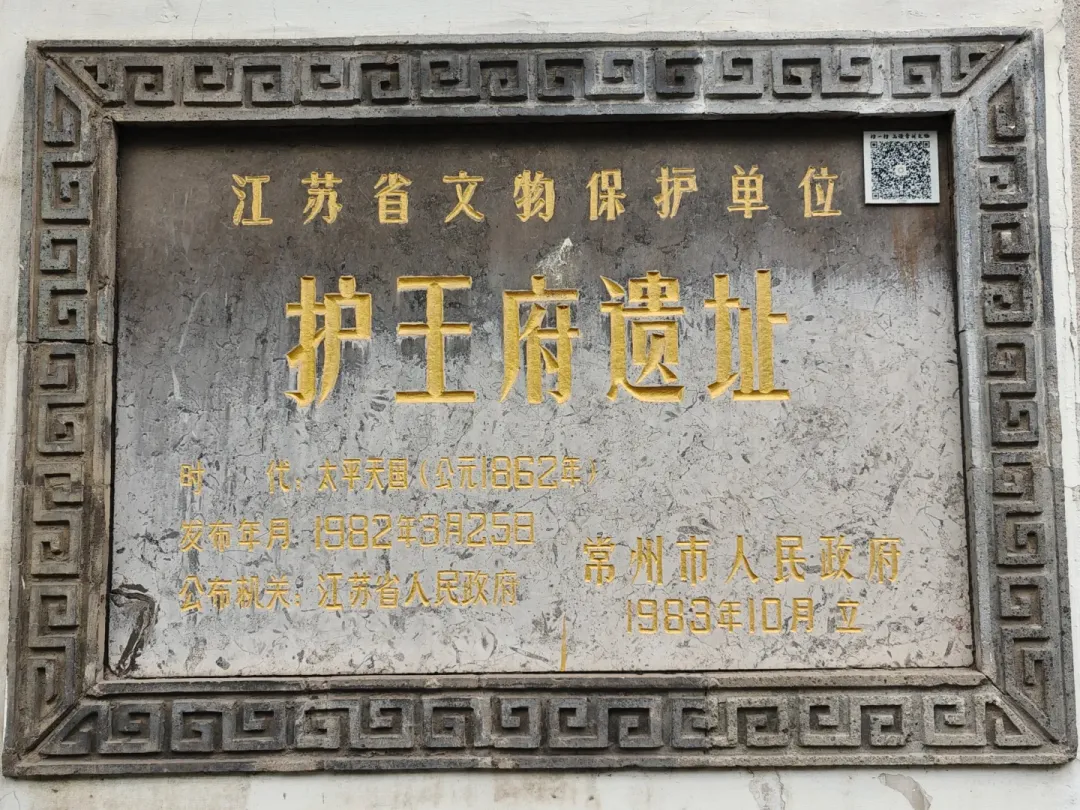 江苏省文物保护单位
护王府遗址
时 代：太平天国（公元1862年）
发布年月 1982年3月25日
公布机关：江苏省人民政府
常州市人民政府
1983年10月 立